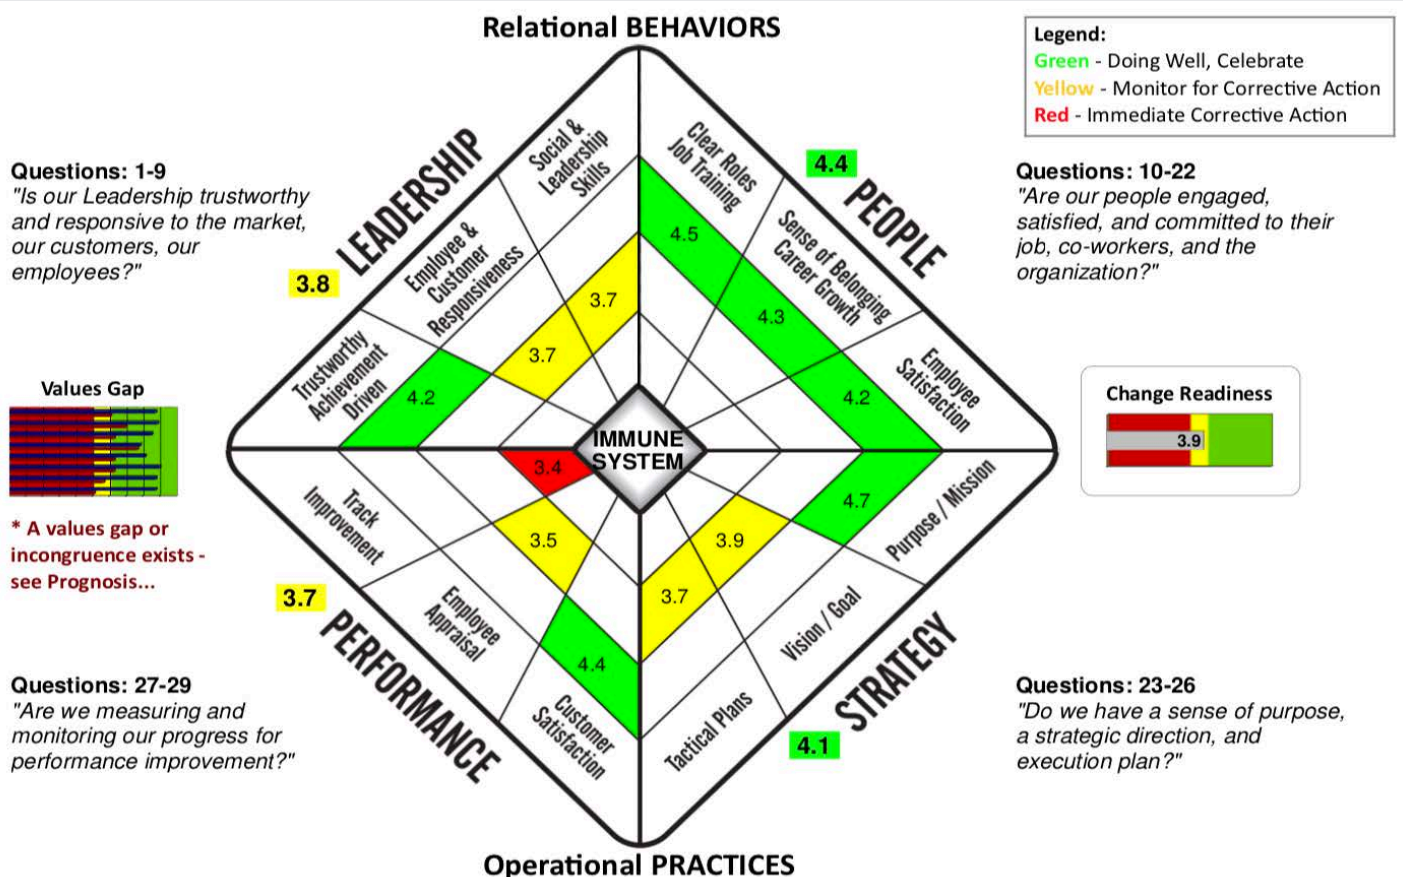 Relational BEHAVIORS
Legend:
Green - Doing Well, Celebrate
Yellow - Monitor for Corrective Action
Red - Immediate Corrective Action
Questions: 1-9
"Is our Leadership trustworthy
and responsive to the market,
our customers, our
employees?"
LEADERSHIP
3.8
Social &
Leadership
Skills
Employee &
Customer
Responsiveness
Trustworthy
Achievement
Driven
3.7
3.7
4.2
4.4
PEOPLE
Clear Roles
Job Training
Sense of Belonging
Career Growth
Employee
Satisfaction
4.5
4.3
4.2
Questions: 10-22
"Are our people engaged,
satisfied, and committed to their
job, co-workers, and the
organization?"
Values Gap
* A values gap or
incongruence exists -
see Prognosis...
IMMUNE
SYSTEM
Change Readiness
3.9
3.4
3.5
4.4
Track
Improvement
Employee
Appraisal
Customer
Satisfaction
3.7
PERFORMANCE
Questions: 27-29
"Are we measuring and
monitoring our progress for
performance improvement?"
4.7
3.9
3.7
Purpose / Mission
Vision / Goal
Tactical Plans
STRATEGY
4.1
Questions: 23-26
"Do we have a sense of purpose,
a strategic direction, and
execution plan?"
Operational PRACTICES